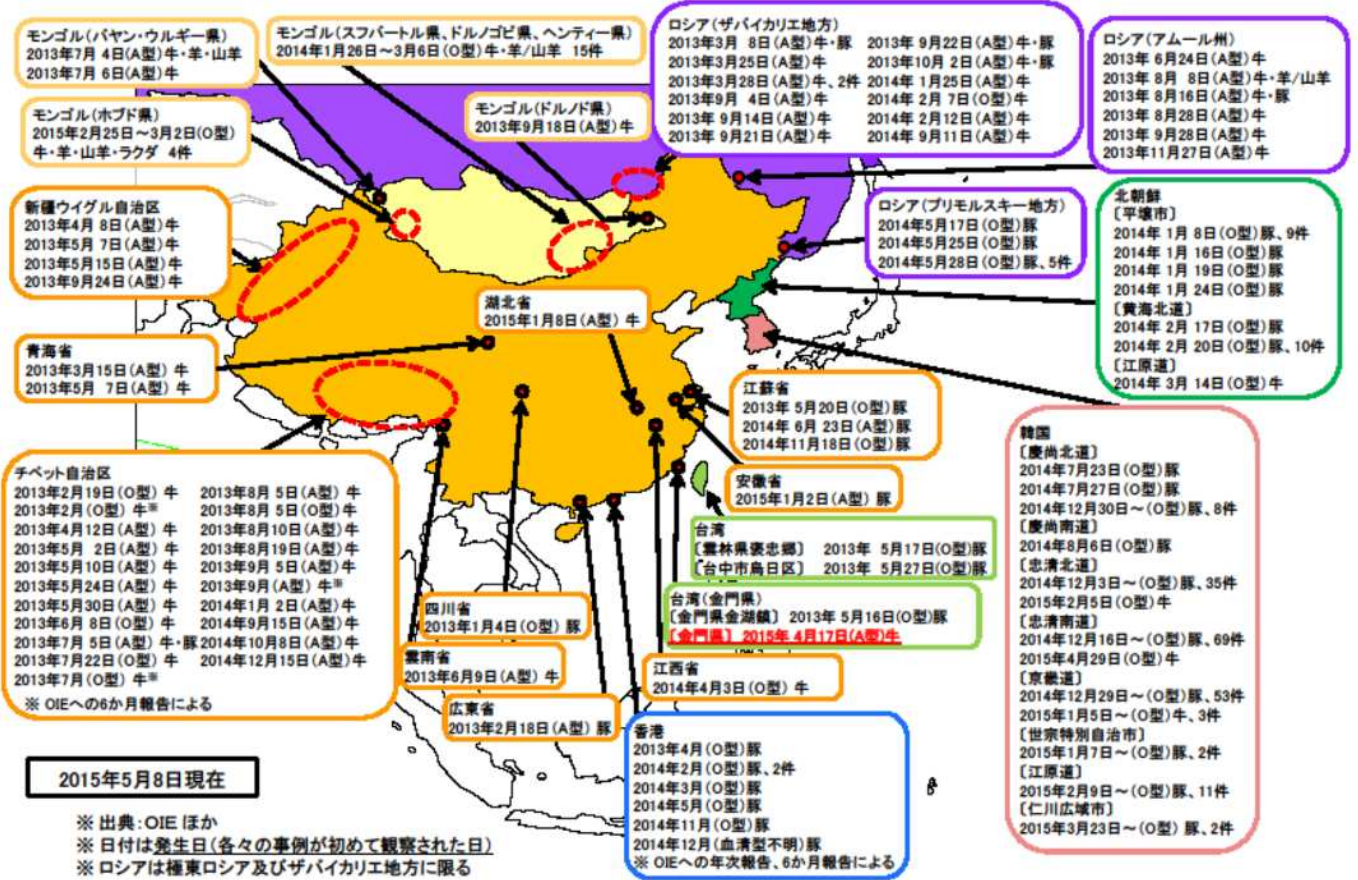 モンゴル(バヤン・ウルギー県)
2013年7月 4日(A型)牛・羊・山羊
2013年7月 6日(A型)牛
モンゴル(スフバートル県、ドルノゴビ県、ヘンティー県)
2014年1月26日～3月6日(O型)牛・羊/山羊 15件
モンゴル(ホブド県)
2015年2月25日～3月2日(O型)
牛・羊・山羊・ラクダ 4件
モンゴル(ドルノド県)
2013年9月18日(A型)牛
ロシア(ザバイカリエ地方)
2013年3月 8日(A型)牛・豚 2013年 9月22日(A型)牛・豚
2013年3月25日(A型)牛 2013年10月 2日(A型)牛・豚
2013年3月28日(A型)牛、2件 2014年 1月25日(A型)牛
2013年9月 4日(A型)牛 2014年 2月 7日(O型)牛
2013年 9月14日(A型)牛 2014年 2月12日(A型)牛
2013年 9月21日(A型)牛 2014年 9月11日(A型)牛
ロシア(アムール州)
2013年 6月24日(A型)牛
2013年 8月 8日(A型)牛・羊/山羊
2013年 8月16日(A型)牛・豚
2013年 8月28日(A型)牛
2013年 9月28日(A型)牛
2013年11月27日(A型)牛
新疆ウイグル自治区
2013年4月 8日(A型)牛
2013年5月 7日(A型)牛
2013年5月15日(A型)牛
2013年9月24日(A型)牛
ロシア(プリモルスキー地方)
2014年5月17日(O型)豚
2014年5月25日(O型)豚
2014年5月28日(O型)豚、5件
北朝鮮
〔平壌市〕
2014年 1月 8日(O型)豚、9件
2014年 1月 16日(O型)豚
2014年 1月 19日(O型)豚
2014年 1月 24日(O型)豚
〔黄海北道〕
2014年 2月 17日(O型)豚
2014年 2月 20日(O型)豚、10件
〔江原道〕
2014年 3月 14日(O型)牛
湖北省
2015年1月8日(A型) 牛
青海省
2013年3月15日(A型) 牛
2013年5月 7日(A型) 牛
江蘇省
2013年 5月20日(O型)豚
2014年 6月 23日(A型)豚
2014年11月18日(O型)豚
安徽省
2015年1月2日(A型) 豚
チベット自治区
2013年2月19日(O型) 牛 2013年8月 5日(A型) 牛
2013年2月(O型) 牛※ 2013年8月 5日(O型) 牛
2013年4月12日(A型) 牛 2013年8月10日(A型)牛
2013年5月 2日(A型) 牛 2013年8月19日(A型)牛
2013年5月10日(A型) 牛 2013年9月5日(A型)牛
2013年5月24日(A型) 牛 2013年9月(A型)牛※
2013年5月30日(A型) 牛 2014年1月 2日(A型)牛
2013年6月 8日(O型) 牛 2014年9月15日(A型)牛
2013年7月 5日(A型) 牛・豚 2014年10月8日(A型)牛
2013年7月22日(O型) 牛 2014年12月15日(A型)牛
2013年7月(O型) 牛※
※ OIEへの6か月報告による
台湾
〔雲林県褒忠郷〕 2013年 5月17日(O型)豚
〔台中市烏日区〕 2013年 5月27日(O型)豚
台湾(金門県)
〔金門県金湖鎮〕 2013年 5月16日(O型)豚
〔金門県〕 2015年 4月17日(A型)牛
四川省
2013年1月4日(O型) 豚
雲南省
2013年6月9日(A型) 牛
広東省
2013年2月18日(A型) 豚
江西省
2014年4月3日(O型) 牛
香港
2013年4月(O型)豚
2014年2月(O型)豚、2件
2014年3月(O型)豚
2014年5月(O型)豚
2014年11月(O型)豚
2014年12月(血清型不明)豚
※ OIEへの年次報告、6か月報告による
韓国
〔慶尚北道〕
2014年7月23日(O型)豚
2014年7月27日(O型)豚
2014年12月30日～(O型)豚、8件
〔慶尚南道〕
2014年8月6日(O型)豚
〔忠清北道〕
2014年12月3日～(O型)豚、35件
2015年2月5日(O型)牛
〔忠清南道〕
2014年12月16日～(O型)豚、69件
2015年4月29日(O型)牛
〔京畿道〕
2014年12月29日～(O型)豚、53件
2015年1月5日～(O型)牛、3件
〔世宗特別自治市〕
2015年1月7日～(O型)豚、2件
〔江原道〕
2015年2月9日～(O型)豚、11件
〔仁川広域市〕
2015年3月23日～(O型) 豚、2件
2015年5月8日現在
※ 出典:OIE ほか
※ 日付は発生日(各々の事例が初めて観察された日)
※ ロシアは極東ロシア及びザバイカリエ地方に限る